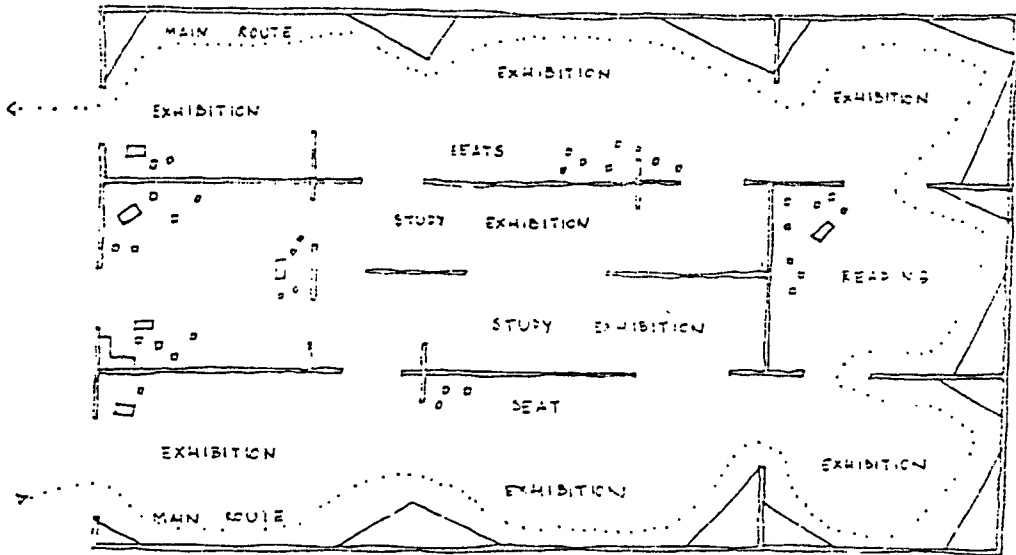 MAIN ROUTE
EXHIBITION
EXHIBITION
EXHIBITION
SEATS
STUDY EXHIBITION
READING
STUDY EXHIBITION
SEAT
EXHIBITION
EXHIBITION
EXHIBITION
MAIN ROUTE